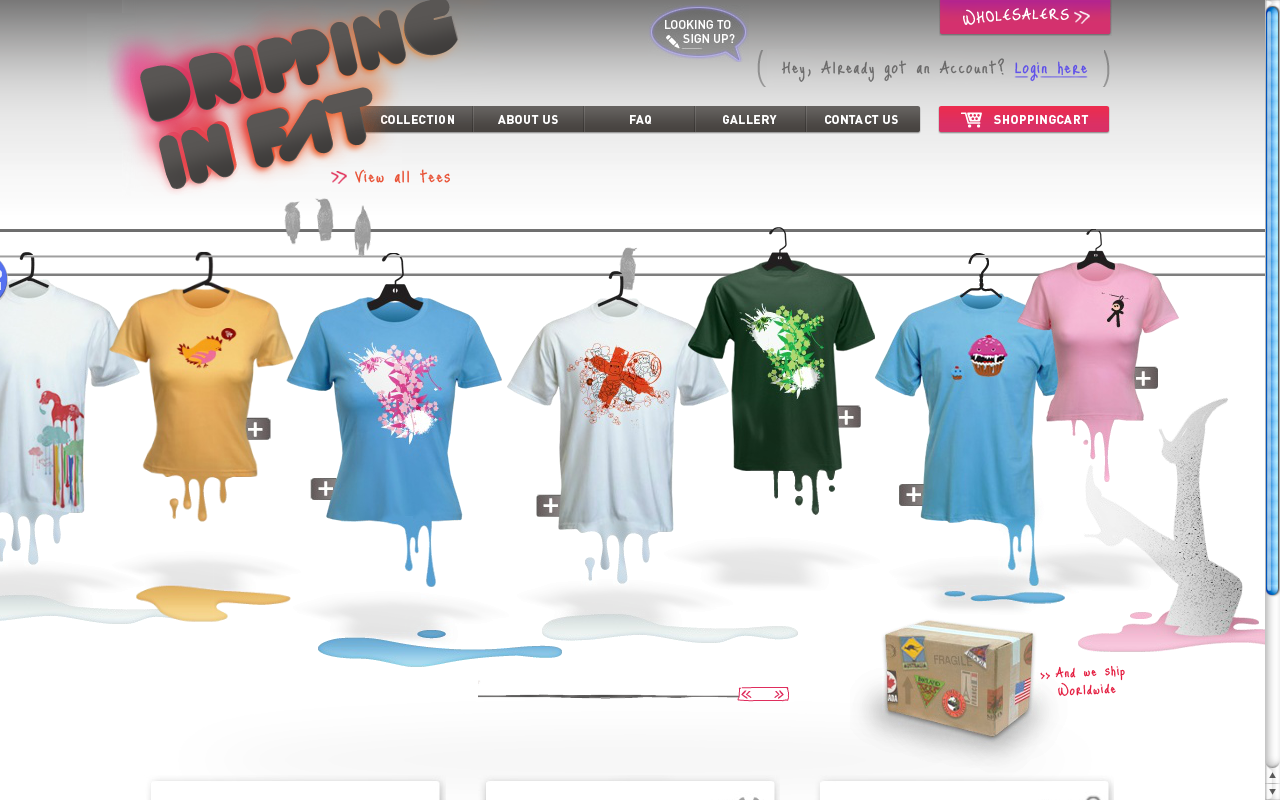 DRIPPING
IN FAT
LOOKING TO
SIGN UP?
WHOLESALERS
Hey, Already got an Account? Login here
COLLECTION
ABOUT US
FAQ
GALLERY
CONTACT US
SHOPPINGCART
View all tees
FRAGILE
AUSTRALIA
And we ship
Worldwide